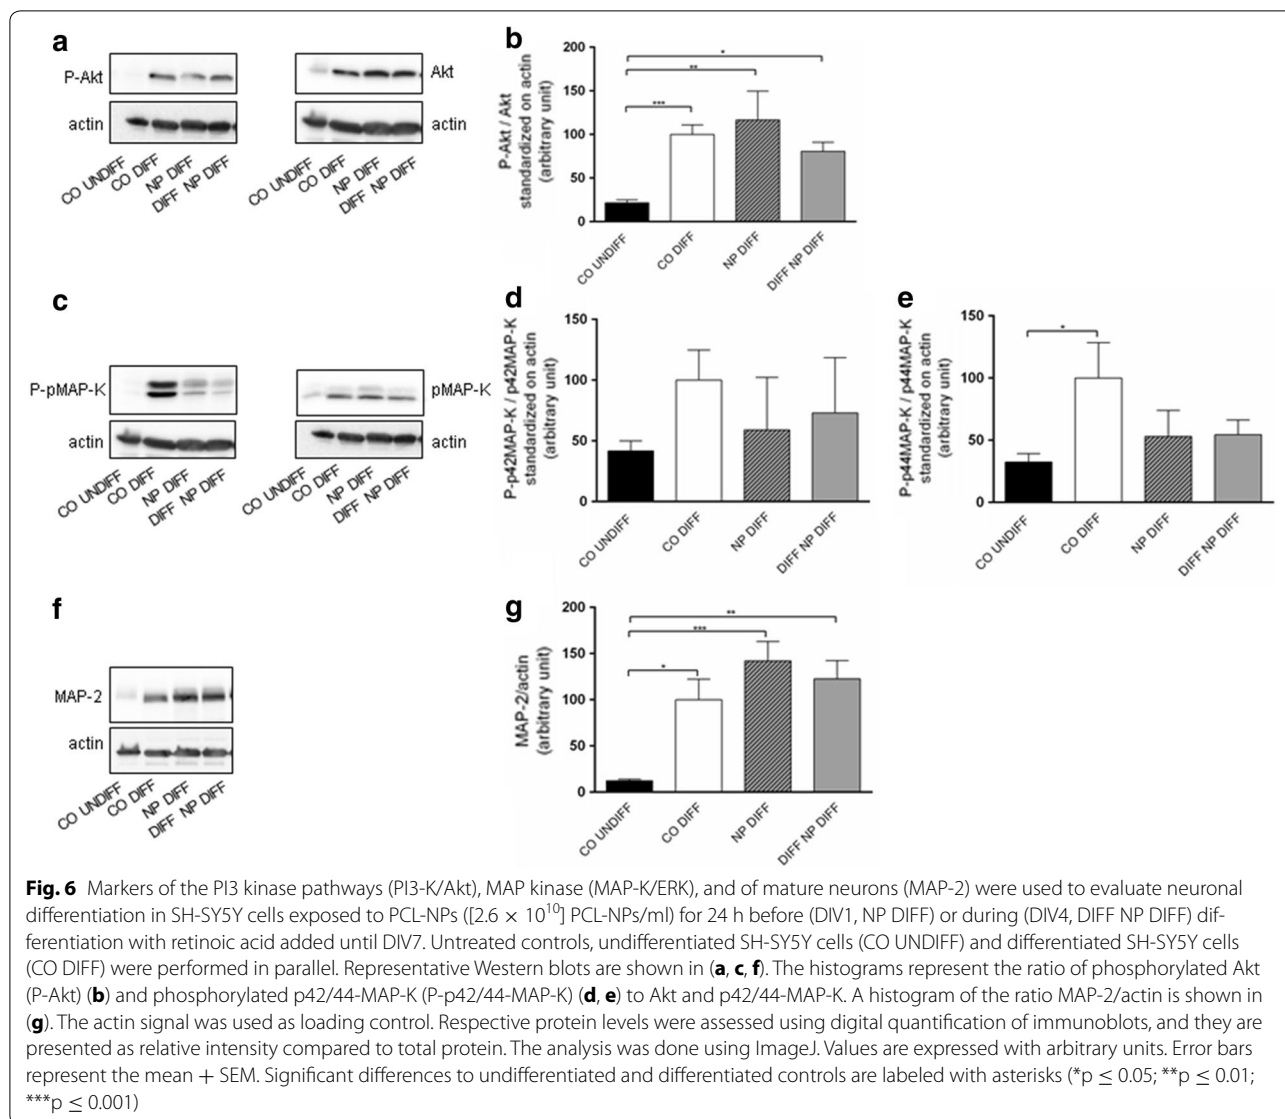 a
P-Akt
actin
CO UNDIFF
CO DIFF
NP DIFF
DIFF NP DIFF
Akt
actin
CO UNDIFF
CO DIFF
NP DIFF
DIFF NP DIFF
b
P-Akt / Akt
standardized on actin
(arbitrary unit)
200
150
100
50
0
*
**
***
CO UNDIFF
CO DIFF
NP DIFF
DIFF NP DIFF
c
P-pMAP-K
actin
CO UNDIFF
CO DIFF
NP DIFF
DIFF NP DIFF
pMAP-K
actin
CO UNDIFF
CO DIFF
NP DIFF
DIFF NP DIFF
d
P-p42MAP-K / p42MAP-K
standardized on actin
(arbitrary unit)
150
100
50
0
CO UNDIFF
CO DIFF
NP DIFF
DIFF NP DIFF
e
P-p44MAP-K / p44MAP-K
standardized on actin
(arbitrary unit)
150
100
50
0
*
CO UNDIFF
CO DIFF
NP DIFF
DIFF NP DIFF
f
MAP-2
actin
CO UNDIFF
CO DIFF
NP DIFF
DIFF NP DIFF
g
MAP-2/actin
(arbitrary unit)
200
150
100
50
0
**
***
*
CO UNDIFF
CO DIFF
NP DIFF
DIFF NP DIFF
Fig. 6 Markers of the PI3 kinase pathways (PI3-K/Akt), MAP kinase (MAP-K/ERK), and of mature neurons (MAP-2) were used to evaluate neuronal
differentiation in SH-SY5Y cells exposed to PCL-NPs ([2.6 × 10¹⁰] PCL-NPs/ml) for 24 h before (DIV1, NP DIFF) or during (DIV4, DIFF NP DIFF) dif-
ferentiation with retinoic acid added until DIV7. Untreated controls, undifferentiated SH-SY5Y cells (CO UNDIFF) and differentiated SH-SY5Y cells
(CO DIFF) were performed in parallel. Representative Western blots are shown in (a, c, f). The histograms represent the ratio of phosphorylated Akt
(P-Akt) (b) and phosphorylated p42/44-MAP-K (P-p42/44-MAP-K) (d, e) to Akt and p42/44-MAP-K. A histogram of the ratio MAP-2/actin is shown in
(g). The actin signal was used as loading control. Respective protein levels were assessed using digital quantification of immunoblots, and they are
presented as relative intensity compared to total protein. The analysis was done using ImageJ. Values are expressed with arbitrary units. Error bars
represent the mean + SEM. Significant differences to undifferentiated and differentiated controls are labeled with asterisks (*p ≤ 0.05; **p ≤ 0.01;
***p ≤ 0.001)